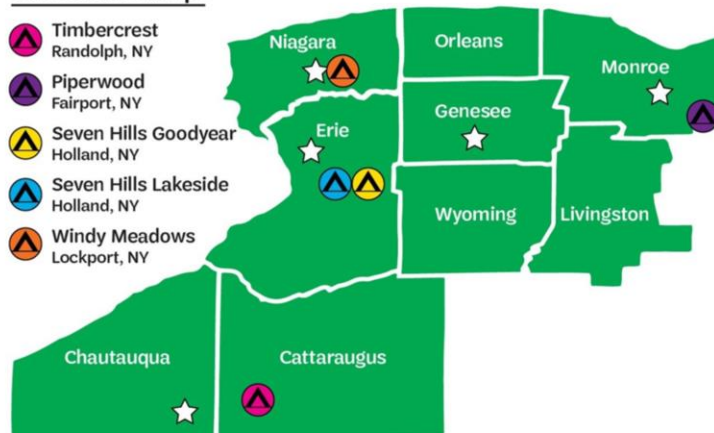 Timbercrest
Randolph, NY
Piperwood
Fairport, NY
Seven Hills Goodyear
Holland, NY
Seven Hills Lakeside
Holland, NY
Windy Meadows
Lockport, NY
Niagara
Orleans
Monroe
Genesee
Erie
Wyoming
Livingston
Chautauqua
Cattaraugus